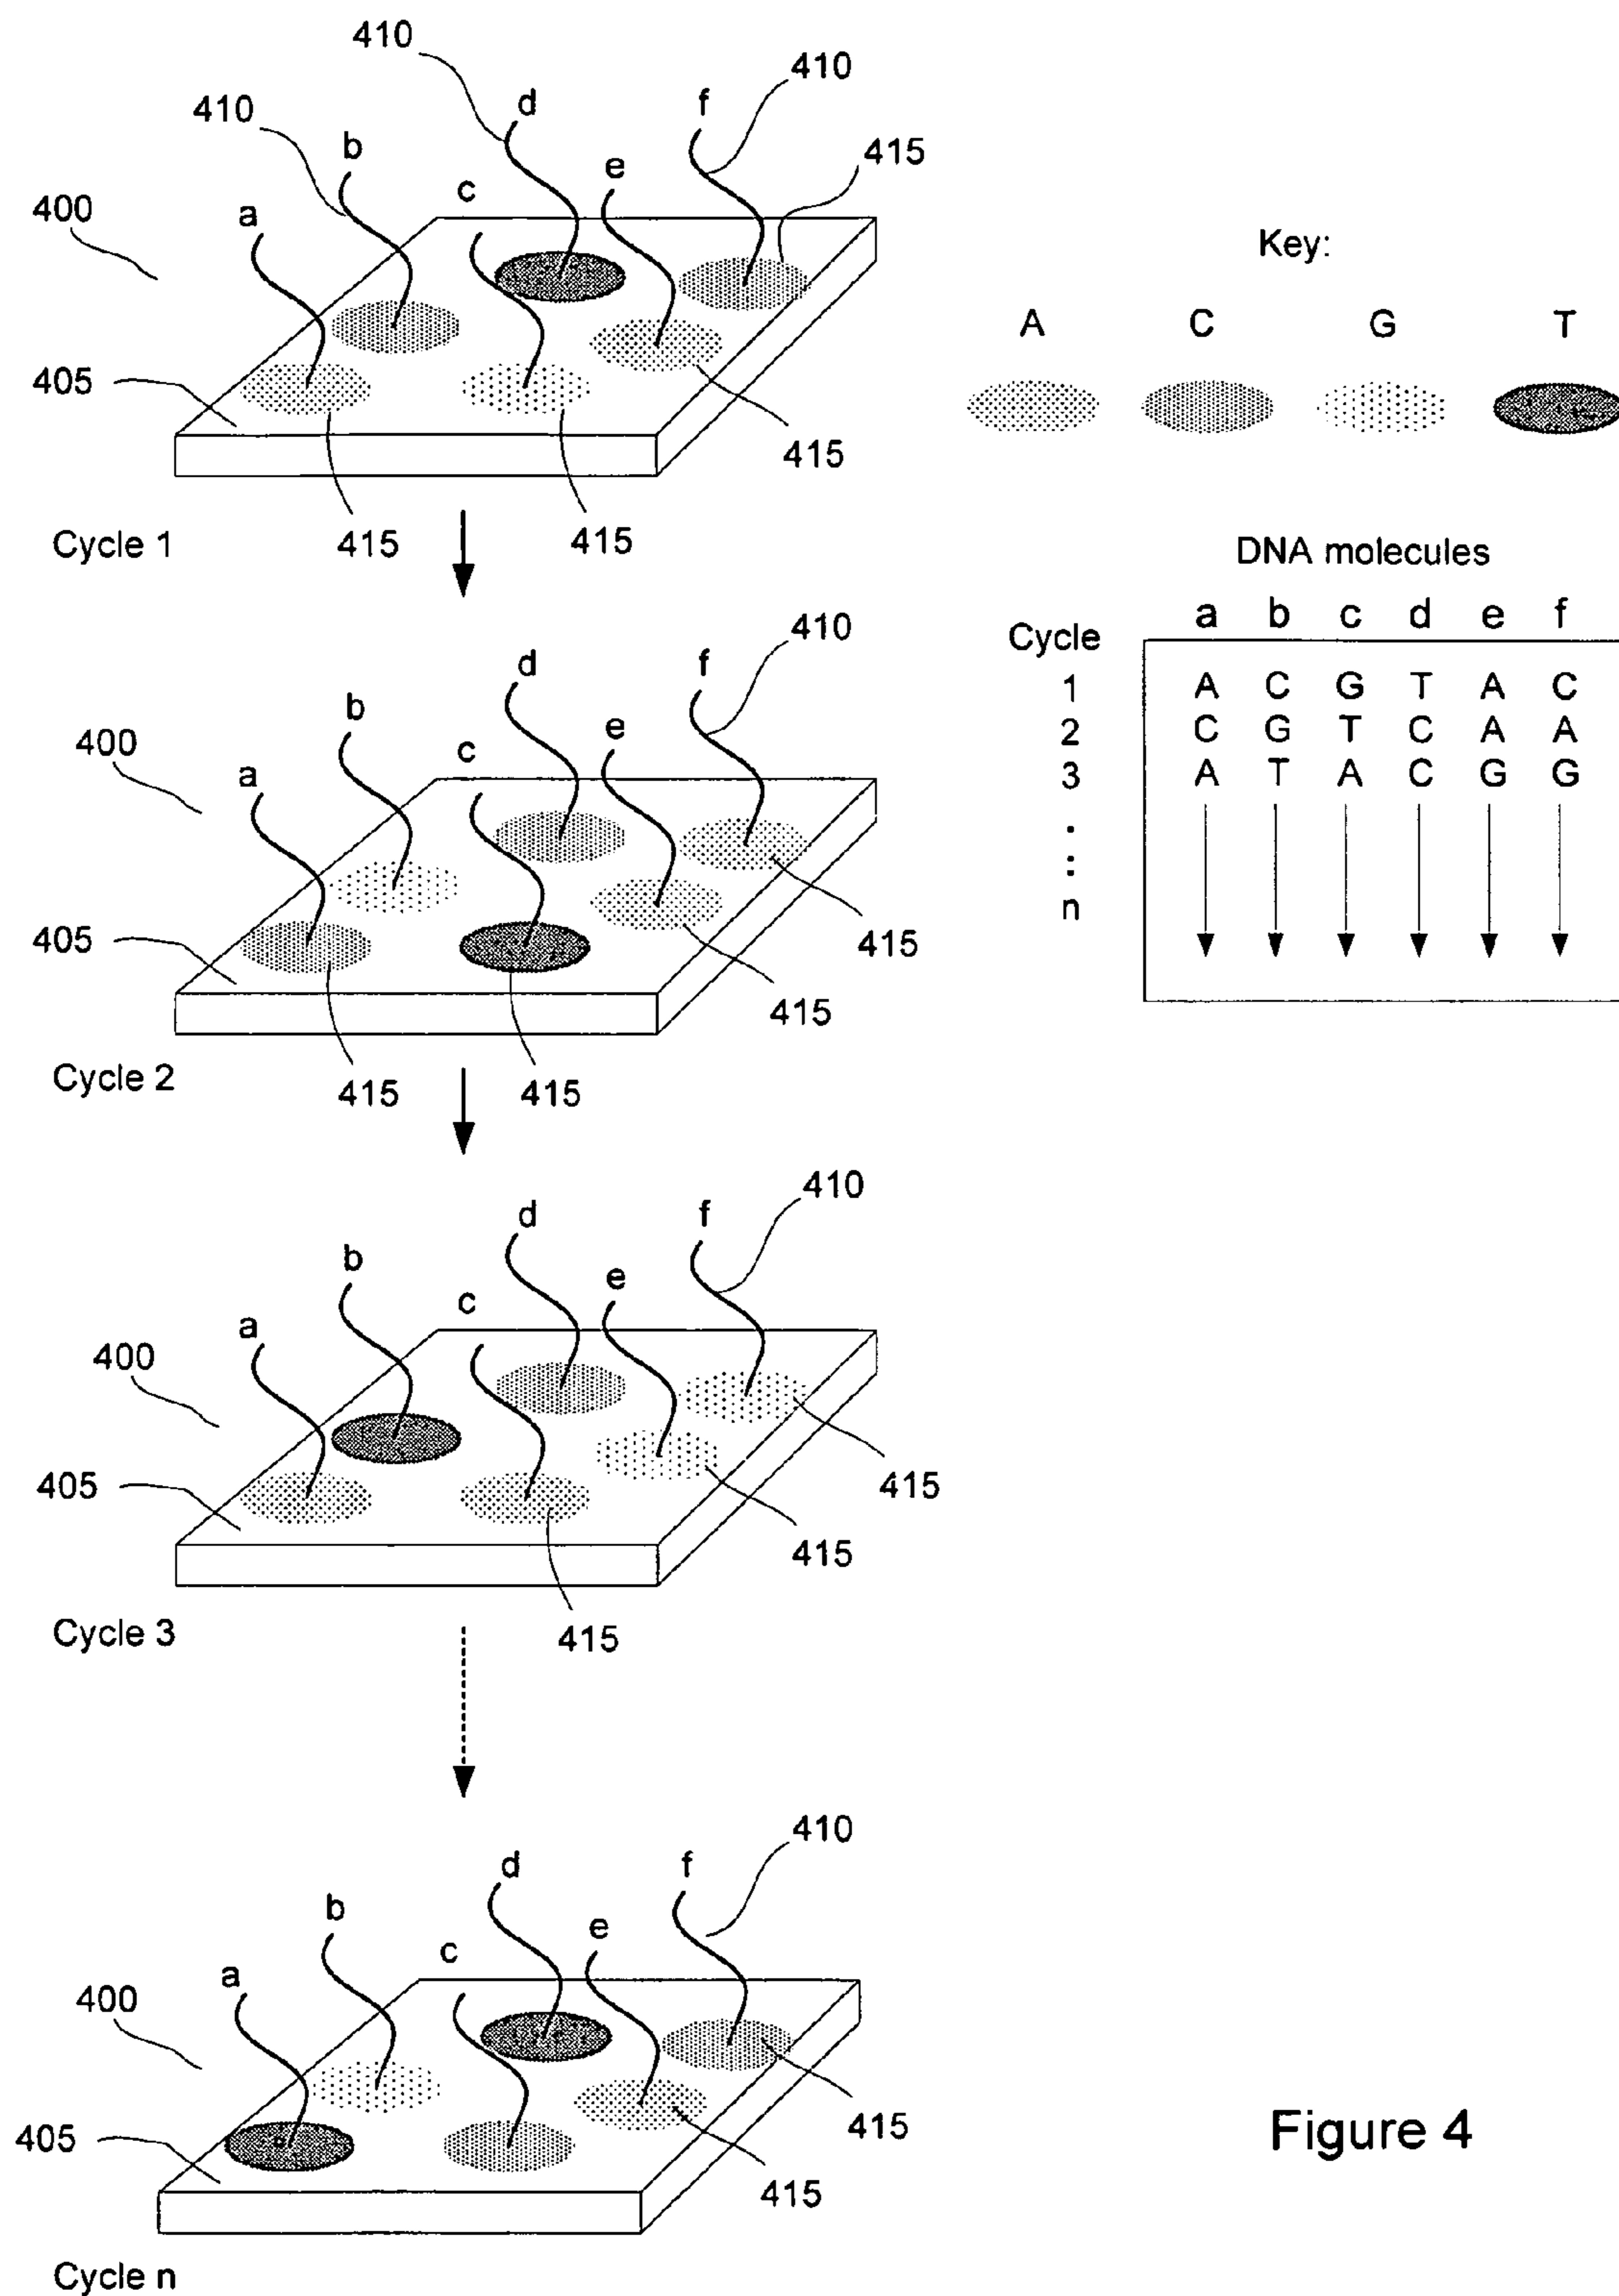 410
410
d
f
410
b
415
e
c
400
a
405
415
Cycle 1
415
415
Key:
A C G T
DNA molecules
a b c d e f
Cycle
1 A C G T A C
2 C G T C A A
3 A T A C G G
.
:
n
410
d
f
b
e
400
c
a
415
405
415
Cycle 2
415
415
410
d
f
b
e
c
a
400
415
405
415
Cycle 3
415
410
d
f
b
e
c
a
400
415
405
415
Cycle n
Figure 4